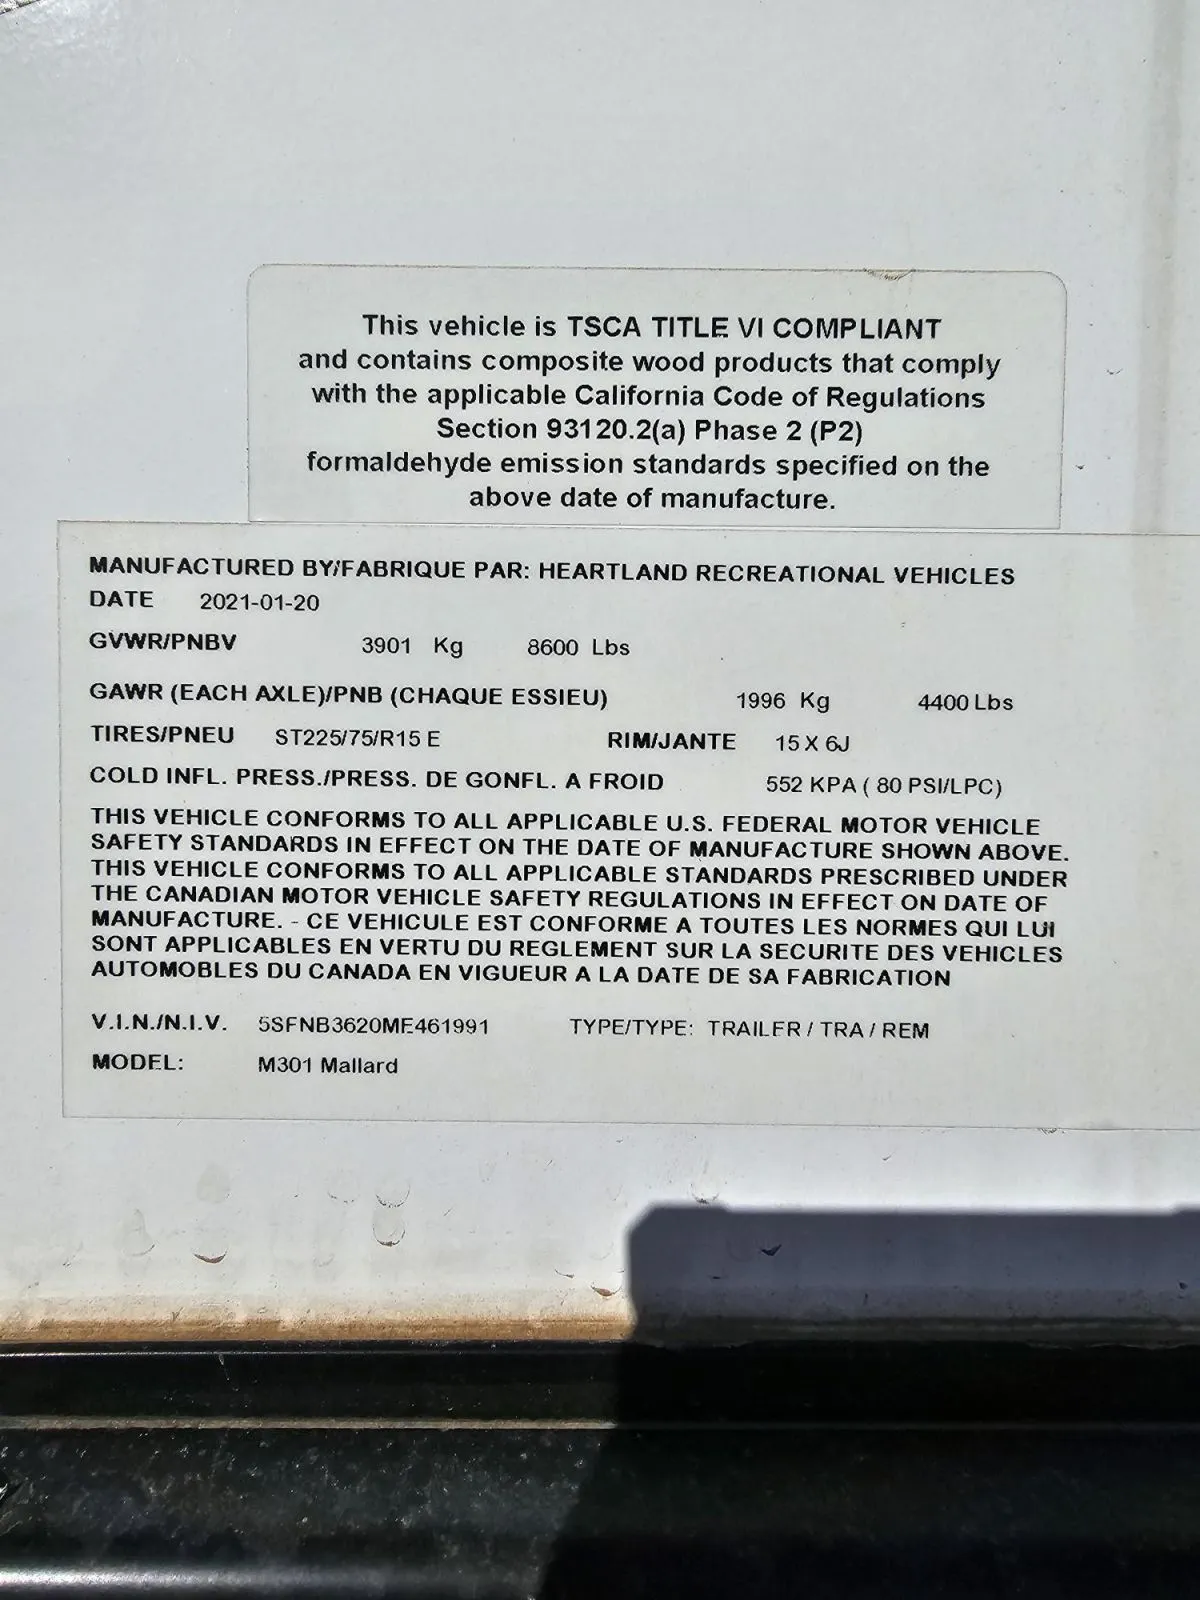 This vehicle is TSCA TITLE VI COMPLIANT
and contains composite wood products that comply
with the applicable California Code of Regulations
Section 93120.2(a) Phase 2 (P2)
formaldehyde emission standards specified on the
above date of manufacture.
MANUFACTURED BY/FABRIQUE PAR: HEARTLAND RECREATIONAL VEHICLES
DATE 2021-01-20
GVWR/PNBV 3901 Kg 8600 Lbs
GAWR (EACH AXLE)/PNB (CHAQUE ESSIEU) 1996 Kg 4400 Lbs
TIRES/PNEU ST225/75/R15 E RIM/JANTE 15 X 6J
COLD INFL. PRESS./PRESS. DE GONFL. A FROID 552 KPA ( 80 PSI/LPC)
THIS VEHICLE CONFORMS TO ALL APPLICABLE U.S. FEDERAL MOTOR VEHICLE
SAFETY STANDARDS IN EFFECT ON THE DATE OF MANUFACTURE SHOWN ABOVE.
THIS VEHICLE CONFORMS TO ALL APPLICABLE STANDARDS PRESCRIBED UNDER
THE CANADIAN MOTOR VEHICLE SAFETY REGULATIONS IN EFFECT ON DATE OF
MANUFACTURE. - CE VEHICULE EST CONFORME A TOUTES LES NORMES QUI LUI
SONT APPLICABLES EN VERTU DU REGLEMENT SUR LA SECURITE DES VEHICLES
AUTOMOBLES DU CANADA EN VIGUEUR A LA DATE DE SA FABRICATION
V.I.N./N.I.V. 5SFNB3620ME461991 TYPE/TYPE: TRAILER / TRA / REM
MODEL: M301 Mallard